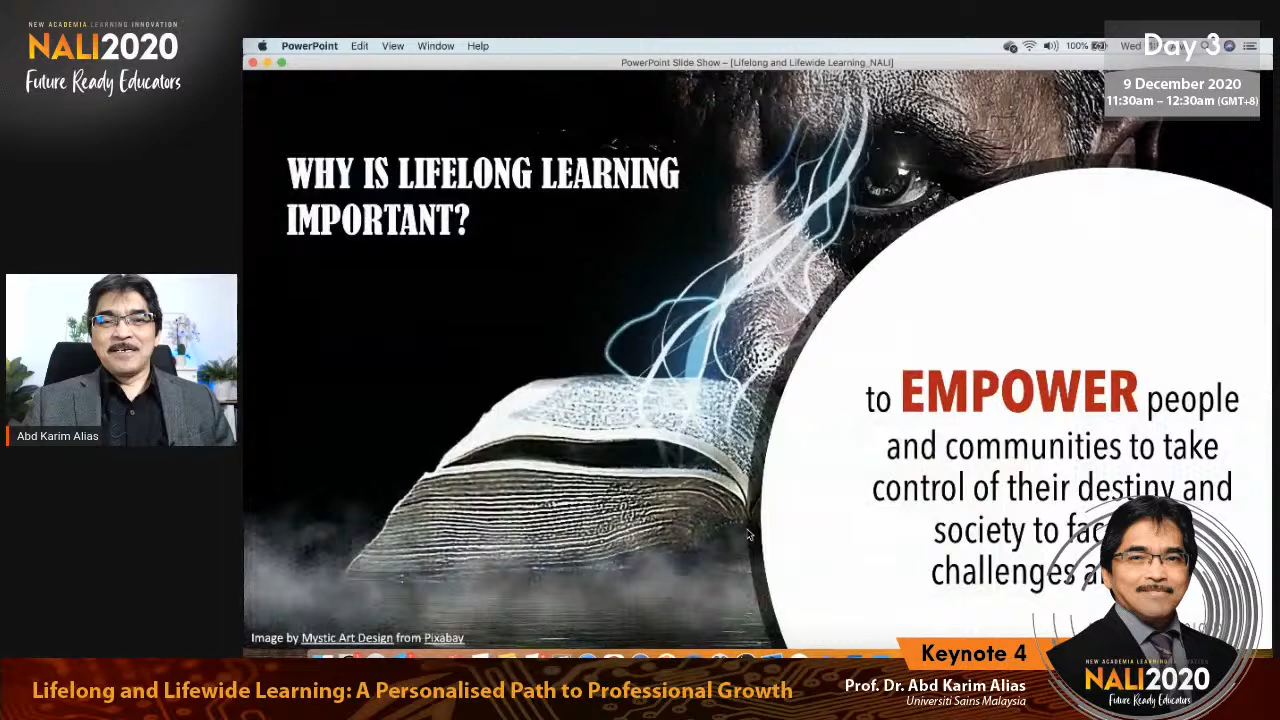 NEW ACADEMIA LEARNING INNOVATION
NALI2020
Future Ready Educators
PowerPoint Edit View Window Help
100% Wed
PowerPoint Slide Show – [Lifelong and Lifewide Learning_NALI]
Day 3
9 December 2020
11:30am – 12:30am (GMT+8)
WHY IS LIFELONG LEARNING
IMPORTANT?
to EMPOWER people
and communities to take
control of their destiny and
society to
challenges
Abd Karim Alias
Image by Mystic Art Design from Pixabay
Keynote 4
Lifelong and Lifewide Learning: A Personalised Path to Professional Growth
Prof. Dr. Abd Karim Alias
Universiti Sains Malaysia
NEW ACADEMIA LEARNING INNOVATION
NALI2020
Future Ready Educators